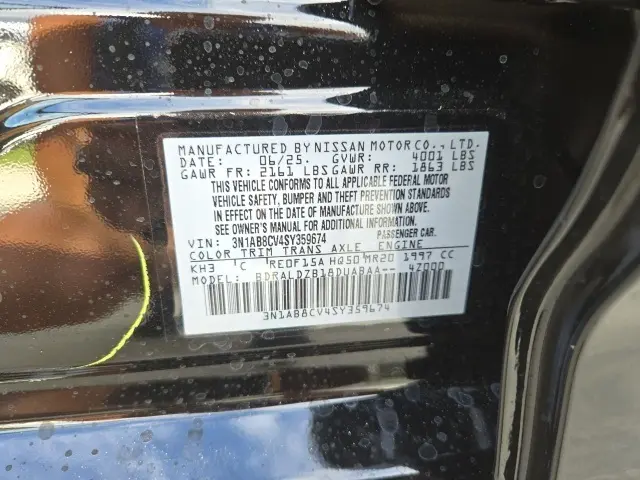 MANUFACTURED BY NISSAN MOTOR CO., LTD.
DATE: 06/25. GVWR: 4001 LBS
GAWR FR: 2161 LBS GAWR RR: 1863 LBS
THIS VEHICLE CONFORMS TO ALL APPLICABLE FEDERAL MOTOR
VEHICLE SAFETY, BUMPER AND THEFT PREVENTION STANDARDS
IN EFFECT ON THE DATE OF MANUFACTURE SHOWN ABOVE.
SEE OWNER'S MANUAL FOR ADDITIONAL INFORMATION
VIN: 3N1AB8CV4SY359674 PASSENGER CAR.
COLOR TRIM TRANS AXLE ENGINE
KH3 C RE0F15A HQ50 MR20 1997 CC
MODEL: BDRALDZB18DUABAA-- 4Z000
3N1AB8CV4SY359674